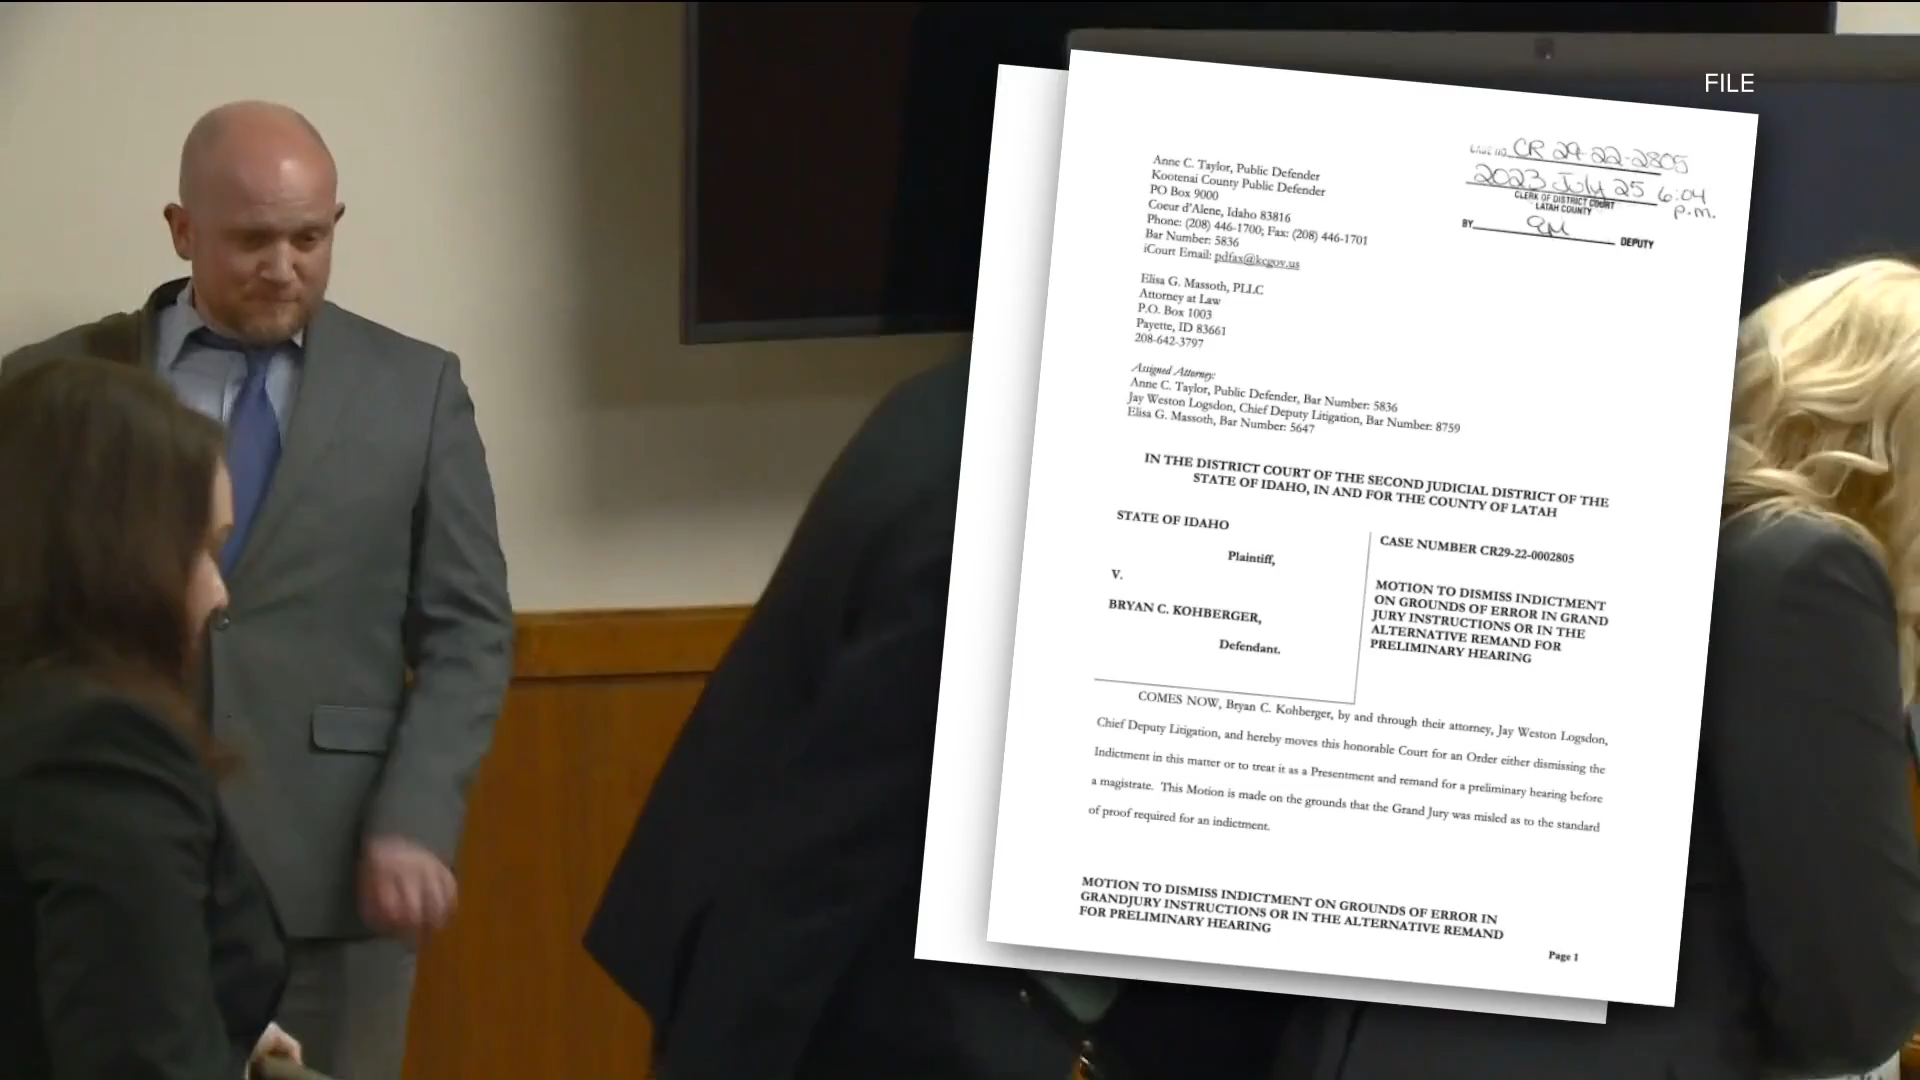 FILE
CASE NO. CR 29-22-2805
2023 July 25 6:04
p.m.
CLERK OF DISTRICT COURT
LATAH COUNTY
BY DEPUTY
Anne C. Taylor, Public Defender
Kootenai County Public Defender
PO Box 9000
Coeur d'Alene, Idaho 83816
Phone: (208) 446-1700; Fax: (208) 446-1701
Bar Number: 5836
iCourt Email: pdfax@kcgov.us
Elisa G. Massoth, PLLC
Attorney at Law
P.O. Box 1003
Payette, ID 83661
208-642-3797
Assigned Attorney:
Anne C. Taylor, Public Defender, Bar Number: 5836
Jay Weston Logsdon, Chief Deputy Litigation, Bar Number: 8759
Elisa G. Massoth, Bar Number: 5647
IN THE DISTRICT COURT OF THE SECOND JUDICIAL DISTRICT OF THE
STATE OF IDAHO, IN AND FOR THE COUNTY OF LATAH
STATE OF IDAHO
Plaintiff,
V.
BRYAN C. KOHBERGER,
Defendant.
CASE NUMBER CR29-22-0002805
MOTION TO DISMISS INDICTMENT
ON GROUNDS OF ERROR IN GRAND
JURY INSTRUCTIONS OR IN THE
ALTERNATIVE REMAND FOR
PRELIMINARY HEARING
COMES NOW, Bryan C. Kohberger, by and through their attorney, Jay Weston Logsdon,
Chief Deputy Litigation, and hereby moves this honorable Court for an Order either dismissing the
Indictment in this matter or to treat it as a Presentment and remand for a preliminary hearing before
a magistrate. This Motion is made on the grounds that the Grand Jury was misled as to the standard
of proof required for an indictment.
MOTION TO DISMISS INDICTMENT ON GROUNDS OF ERROR IN
GRANDJURY INSTRUCTIONS OR IN THE ALTERNATIVE REMAND
FOR PRELIMINARY HEARING
Page 1